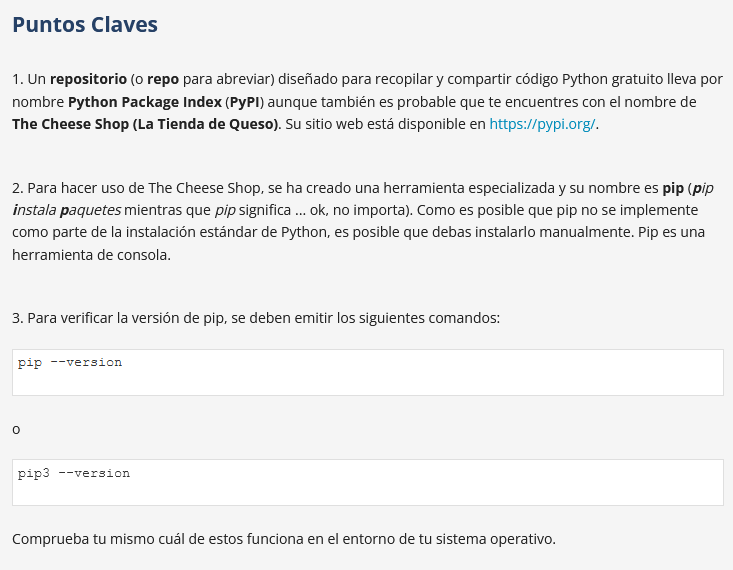 Puntos Claves
1. Un repositorio (o repo para abreviar) diseñado para recopilar y compartir código Python gratuito lleva por
nombre Python Package Index (PyPI) aunque también es probable que te encuentres con el nombre de
The Cheese Shop (La Tienda de Queso). Su sitio web está disponible en https://pypi.org/.
2. Para hacer uso de The Cheese Shop, se ha creado una herramienta especializada y su nombre es pip (pip
instala paquetes mientras que pip significa ... ok, no importa). Como es posible que pip no se implemente
como parte de la instalación estándar de Python, es posible que debas instalarlo manualmente. Pip es una
herramienta de consola.
3. Para verificar la versión de pip, se deben emitir los siguientes comandos:
pip --version
o
pip3 --version
Comprueba tu mismo cuál de estos funciona en el entorno de tu sistema operativo.